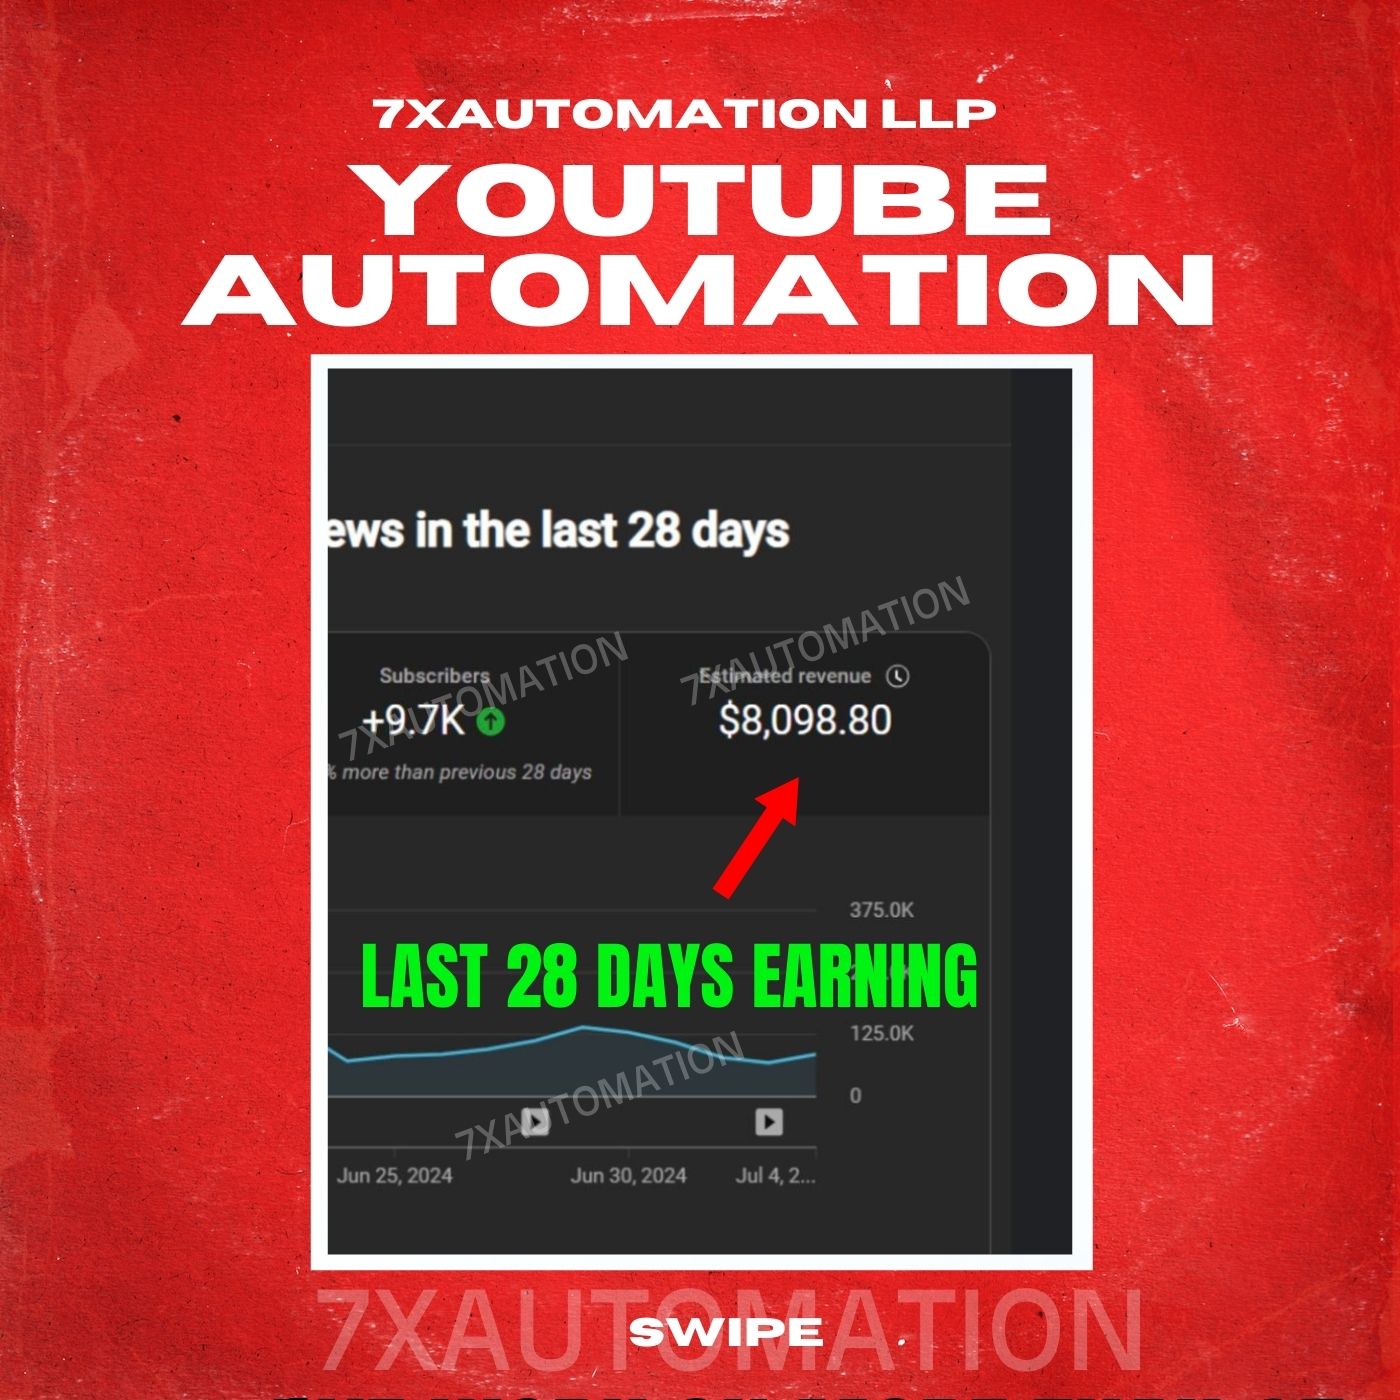 7XAUTOMATION LLP
YOUTUBE
AUTOMATION
ews in the last 28 days
7XAUTOMATION
7XAUTOMATION
Subscribers
Estimated revenue
+9.7K
$8,098.80
% more than previous 28 days
375.0K
LAST 28 DAYS EARNING
125.0K
7XAUTOMATION
0
Jun 25, 2024
Jun 30, 2024
Jul 4, 2...
7XAUTOMATION
SWIPE